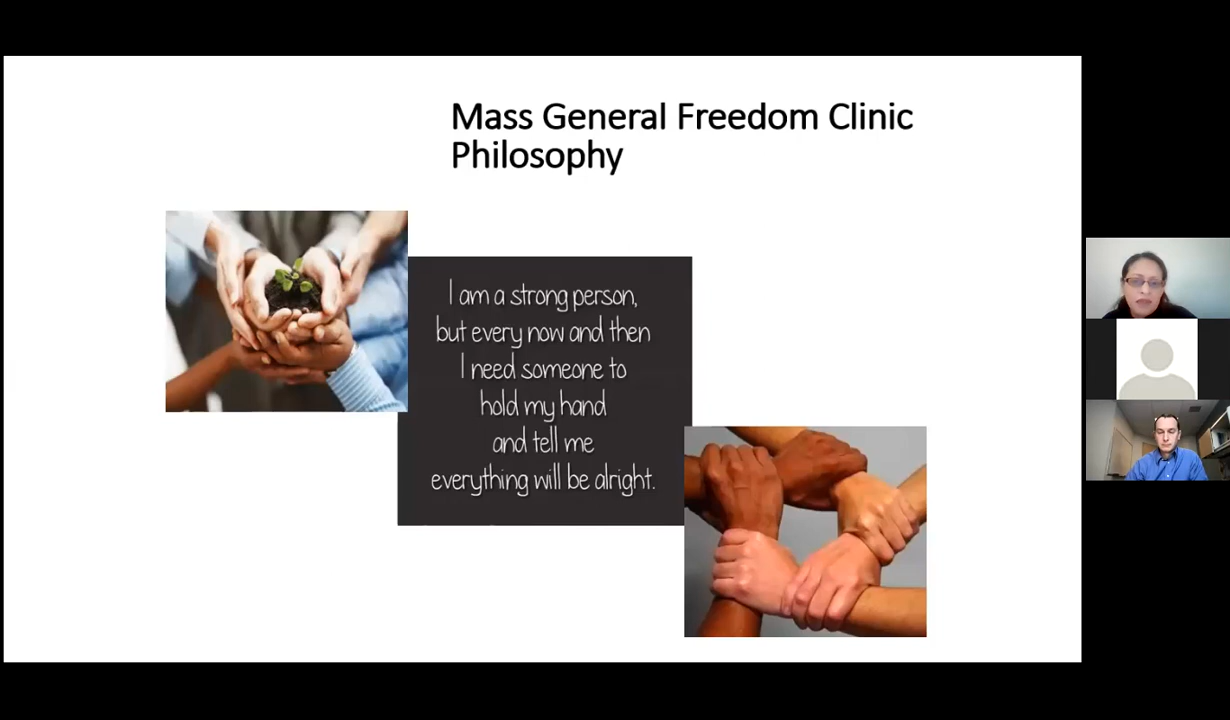 Mass General Freedom Clinic
Philosophy
I am a strong person,
but every now and then
I need someone to
hold my hand
and tell me
everything will be alright.